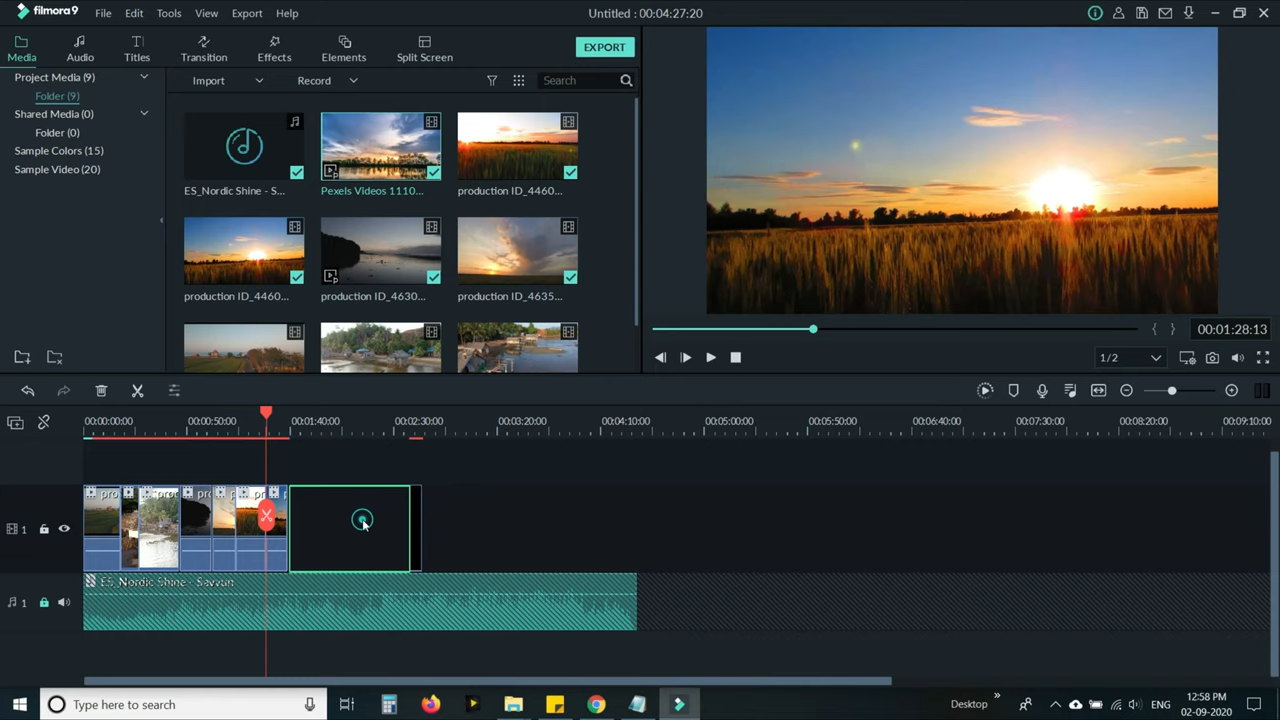 filmora9 File Edit Tools View Export Help Untitled : 00:04:27:20
Media Audio Titles Transition Effects Elements Split Screen EXPORT
Project Media (9) Import Record Search
Folder (9)
Shared Media (0)
Folder (0)
Sample Colors (15)
Sample Video (20)
ES_Nordic Shine - S... Pexels Videos 1110... production ID_4460...
production ID_4460... production ID_4630... production ID_4635...
00:01:28:13
1/2
00:00:00:00 00:00:50:00 00:01:40:00 00:02:30:00 00:03:20:00 00:04:10:00 00:05:00:00 00:05:50:00 00:06:40:00 00:07:30:00 00:08:20:00 00:09:10:00
1
ES_Nordic Shine - Savvun
1
Type here to search Desktop ENG 12:58 PM
02-09-2020